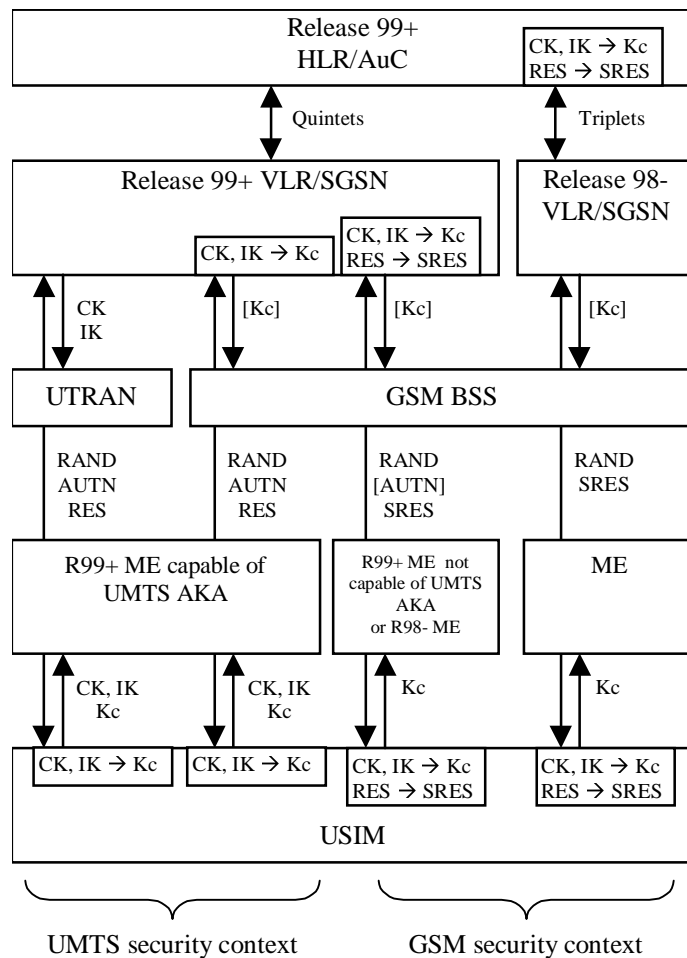 Release 99+
HLR/AuC
CK, IK → Kc
RES → SRES
Quintets
Triplets
Release 99+ VLR/SGSN
Release 98-
VLR/SGSN
CK, IK → Kc
CK, IK → Kc
RES → SRES
CK
IK
[Kc]
[Kc]
[Kc]
UTRAN
GSM BSS
RAND
AUTN
RES
RAND
AUTN
RES
RAND
[AUTN]
SRES
RAND
SRES
R99+ ME capable of
UMTS AKA
R99+ ME not
capable of UMTS
AKA
or R98- ME
ME
CK, IK
Kc
CK, IK
Kc
Kc
Kc
CK, IK → Kc
CK, IK → Kc
CK, IK → Kc
RES → SRES
CK, IK → Kc
RES → SRES
USIM
UMTS security context
GSM security context